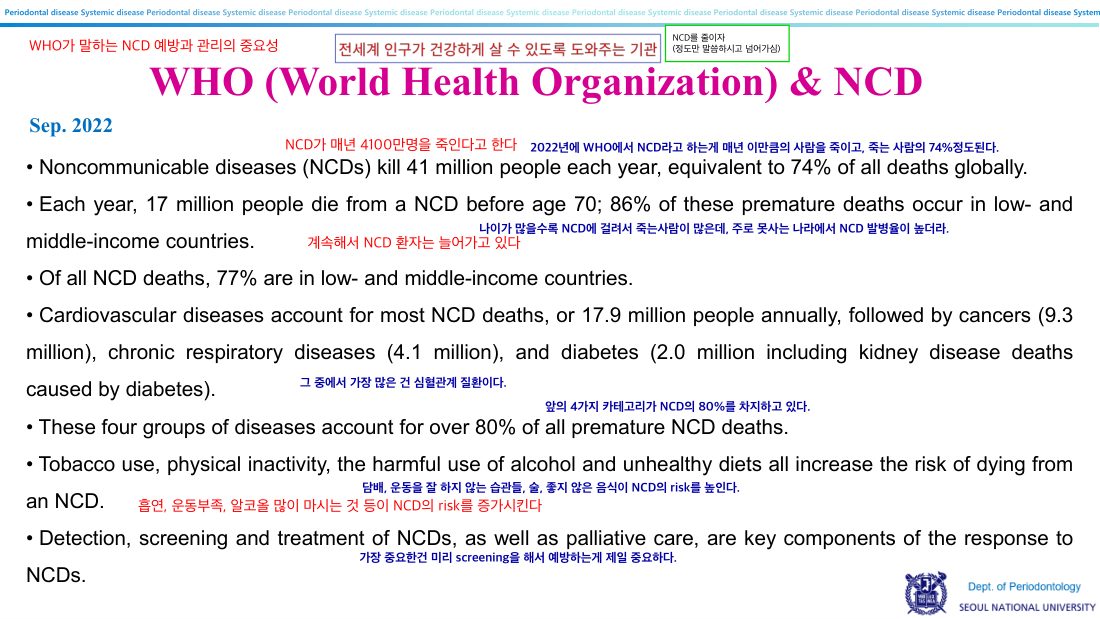 Periodontal disease Systemic disease Periodontal disease Systemic disease Periodontal disease Systemic disease Periodontal disease Systemic disease Periodontal disease Systemic disease Periodontal disease Systemic disease Periodontal disease System
WHO가 말하는 NCD 예방과 관리의 중요성
전세계 인구가 건강하게 살 수 있도록 도와주는 기관
NCD를 줄이자
(정도만 말씀하시고 넘어가심)
WHO (World Health Organization) & NCD
Sep. 2022
NCD가 매년 4100만명을 죽인다고 한다
2022년에 WHO에서 NCD라고 하는게 매년 이만큼의 사람을 죽이고, 죽는 사람의 74%정도된다.
• Noncommunicable diseases (NCDs) kill 41 million people each year, equivalent to 74% of all deaths globally.
• Each year, 17 million people die from a NCD before age 70; 86% of these premature deaths occur in low- and
나이가 많을수록 NCD에 걸려서 죽는사람이 많은데, 주로 못사는 나라에서 NCD 발병율이 높더라.
middle-income countries.
계속해서 NCD 환자는 늘어가고 있다
• Of all NCD deaths, 77% are in low- and middle-income countries.
• Cardiovascular diseases account for most NCD deaths, or 17.9 million people annually, followed by cancers (9.3
million), chronic respiratory diseases (4.1 million), and diabetes (2.0 million including kidney disease deaths
caused by diabetes).
그 중에서 가장 많은 건 심혈관계 질환이다.
앞의 4가지 카테고리가 NCD의 80%를 차지하고 있다.
• These four groups of diseases account for over 80% of all premature NCD deaths.
• Tobacco use, physical inactivity, the harmful use of alcohol and unhealthy diets all increase the risk of dying from
담배, 운동을 잘 하지 않는 습관들, 술, 좋지 않은 음식이 NCD의 risk를 높인다.
an NCD.
흡연, 운동부족, 알코올 많이 마시는 것 등이 NCD의 risk를 증가시킨다
• Detection, screening and treatment of NCDs, as well as palliative care, are key components of the response to
가장 중요한건 미리 screening을 해서 예방하는게 제일 중요하다.
NCDs.
Dept. of Periodontology
SEOUL NATIONAL UNIVERSITY